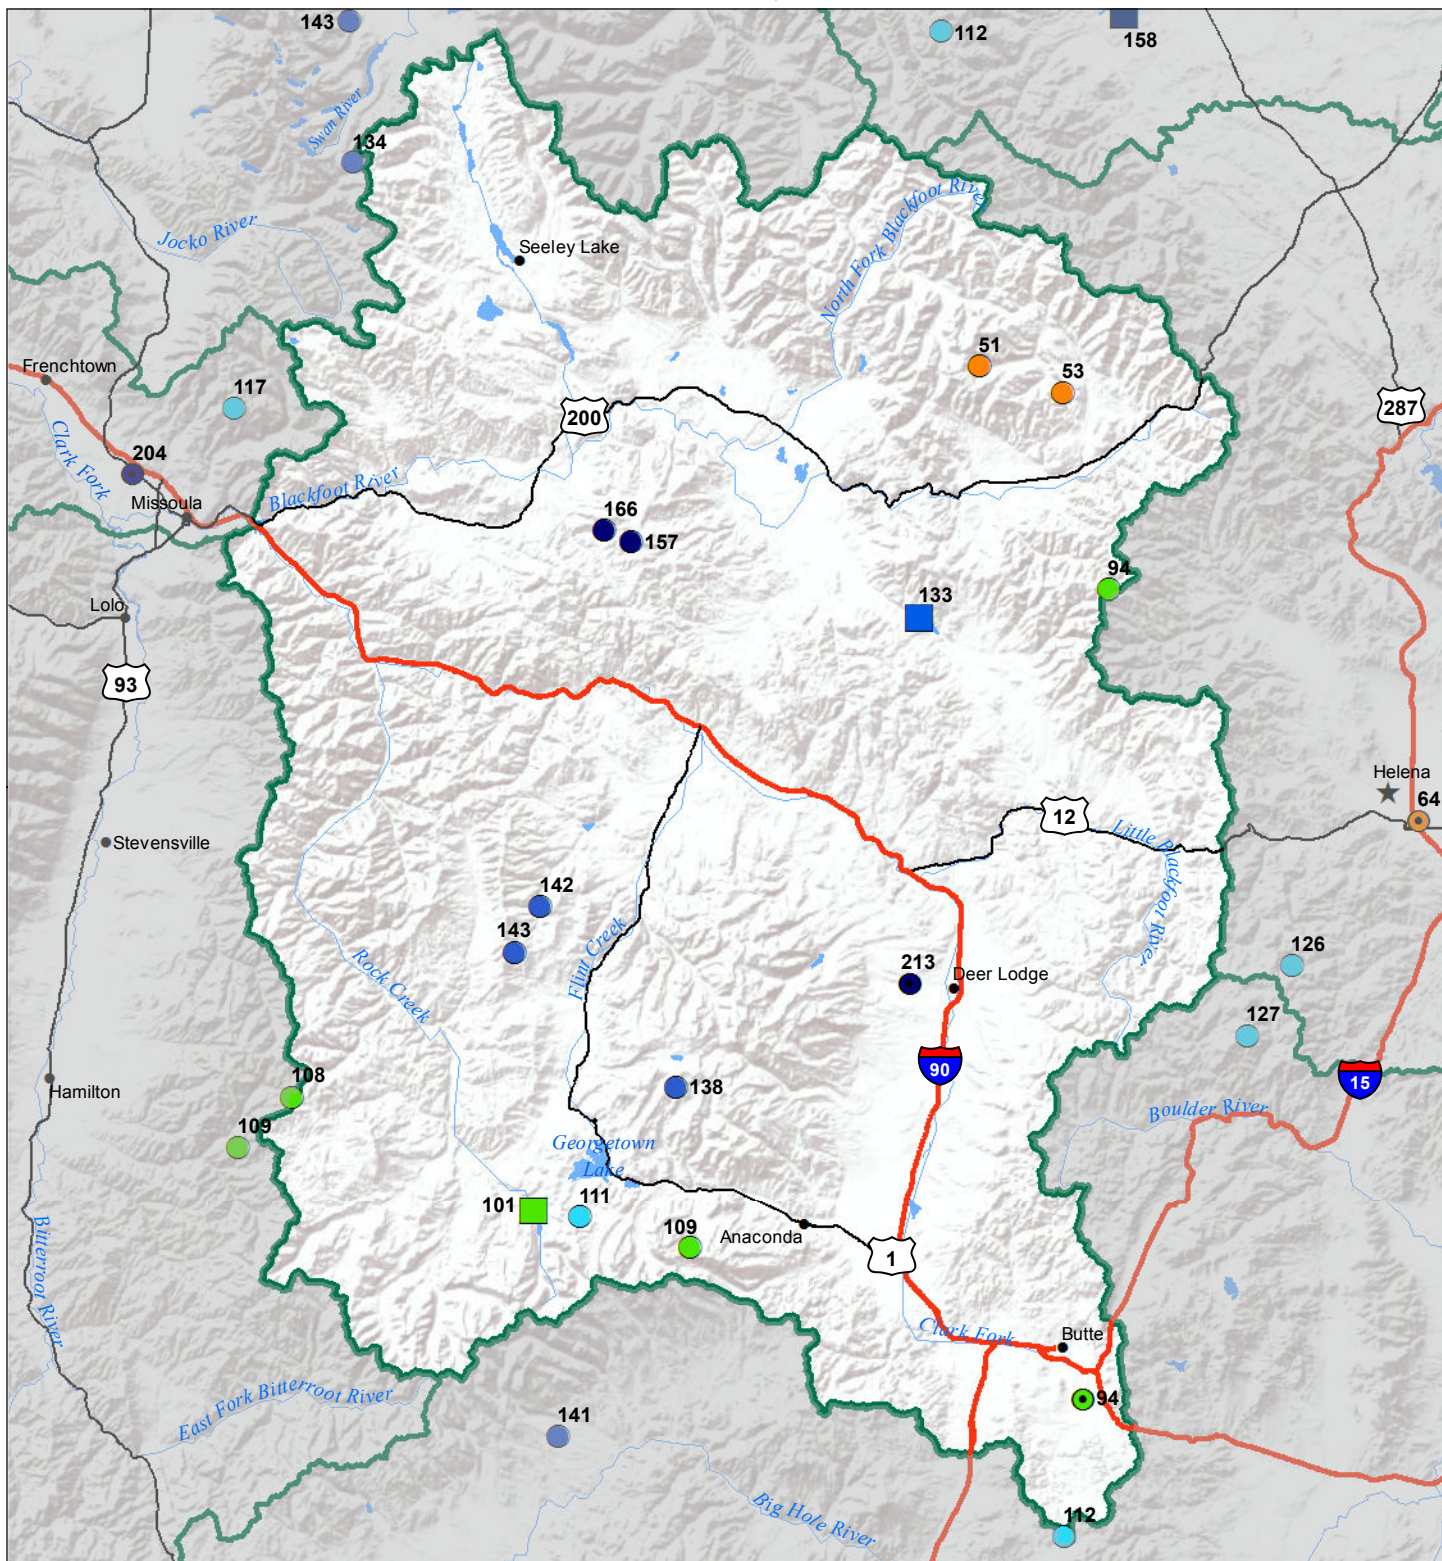 143
112
158
Swan River
134
Jocko River
North Fork Blackfoot River
Seeley Lake
51
53
Frenchtown
117
200
287
Clark Fork
204
Missoula
Blackfoot River
166
157
94
133
Lolo
93
Helena
64
12
Little Blackfoot River
Stevensville
142
143
Flint Creek
Rock Creek
213
Deer Lodge
126
127
90
15
138
108
Hamilton
109
Boulder River
Georgetown
Lake
101
111
109
Anaconda
1
Bitterroot River
Clark Fork
Butte
East Fork Bitterroot River
94
141
Big Hole River
112